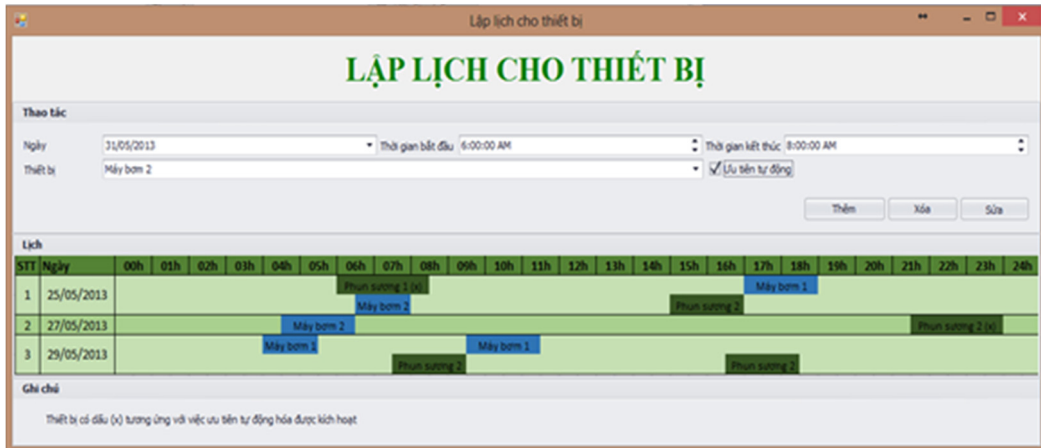 Lập lịch cho thiết bị
LẬP LỊCH CHO THIẾT BỊ
Thao tác
Ngày 31/05/2013 Thời gian bắt đầu 6:00:00 AM Thời gian kết thúc 8:00:00 AM
Thiết bị Máy bơm 2 Ưu tiên tự động
Thêm Xóa Sửa
Lịch
STT Ngày 00h 01h 02h 03h 04h 05h 06h 07h 08h 09h 10h 11h 12h 13h 14h 15h 16h 17h 18h 19h 20h 21h 22h 23h 24h
Phun sương 1 (x) Máy bơm 1
1 25/05/2013
Máy bơm 2 Phun sương 2
2 27/05/2013 Máy bơm 2 Phun sương 2 (x)
Máy bơm 1 Máy bơm 1
3 29/05/2013
Phun sương 2 Phun sương 2
Ghi chú
Thiết bị có dấu (x) tương ứng với việc ưu tiên tự động hóa được kích hoạt